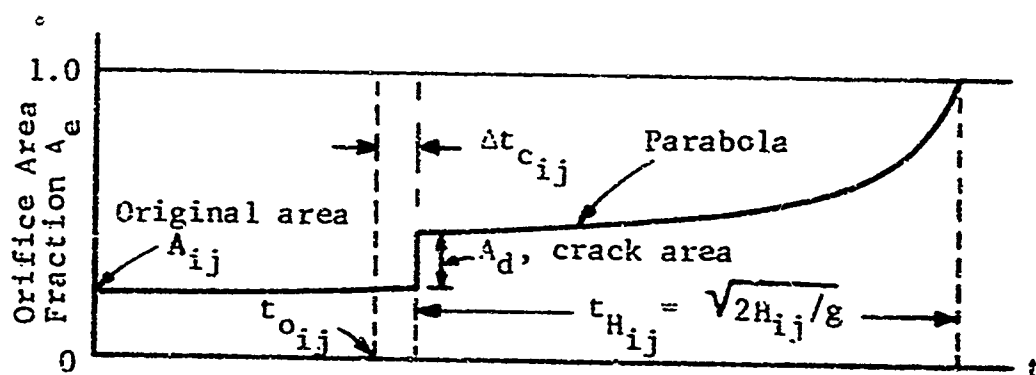 1.0
Orifice Area
Fraction A_e
Δt_c_ij
Parabola
Original area
A_ij
A_d, crack area
t_o_ij
t_H_ij = √2H_ij/g
0